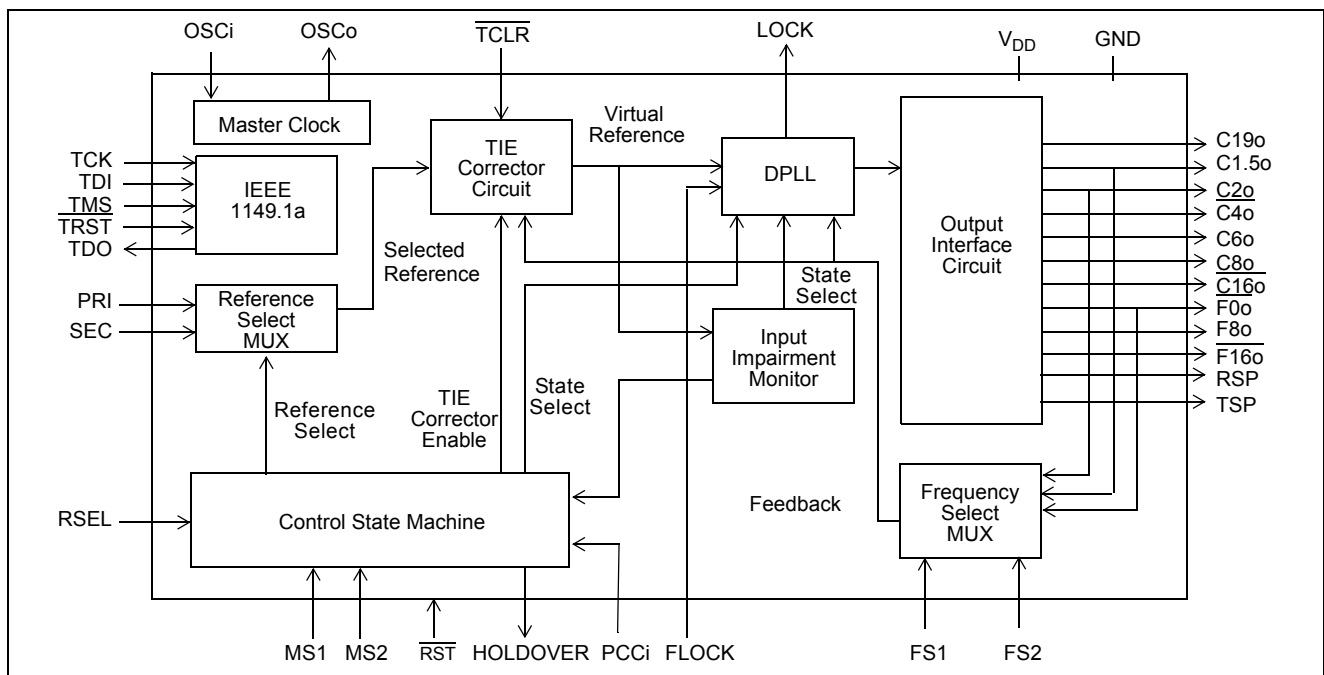 OSCi
OSCo
TCLR
LOCK
VDD
GND
Master Clock
TIE
Corrector
Circuit
Virtual
Reference
DPLL
TCK
TDI
TMS
TRST
TDO
IEEE
1149.1a
Output
Interface
Circuit
C19o
C1.5o
C2o
C4o
C6o
C8o
C16o
F0o
F8o
F16o
RSP
TSP
Selected
Reference
State
Select
PRI
SEC
Reference
Select
MUX
Input
Impairment
Monitor
Reference
Select
TIE
Corrector
Enable
State
Select
RSEL
Control State Machine
Feedback
Frequency
Select
MUX
MS1
MS2
RST
HOLDOVER
PCCi
FLOCK
FS1
FS2